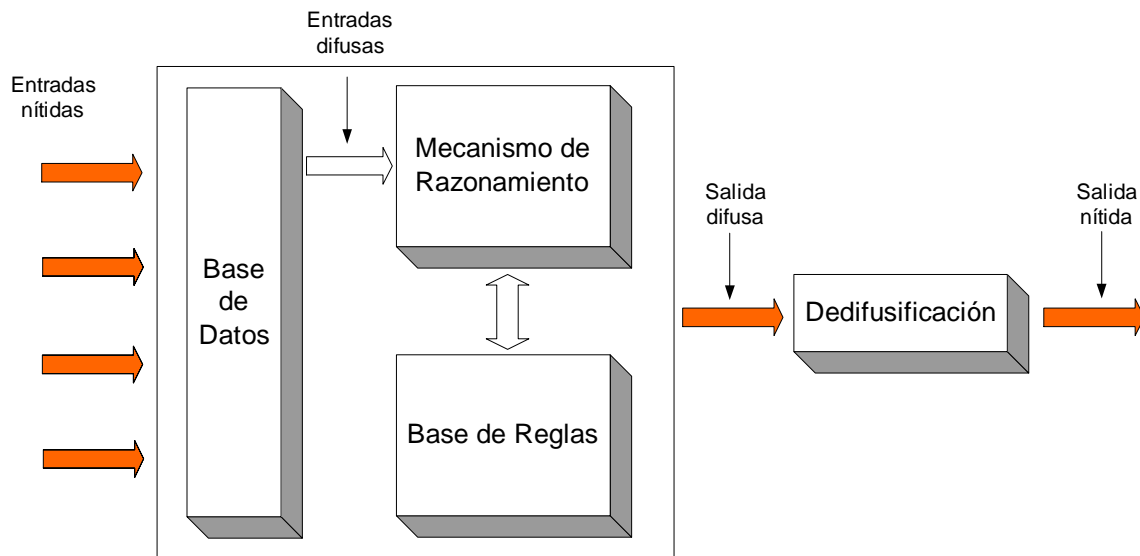 Entradas
difusas
Entradas
nítidas
Mecanismo de
Razonamiento
Base
de
Datos
Base de Reglas
Salida
difusa
Dedifusificación
Salida
nítida